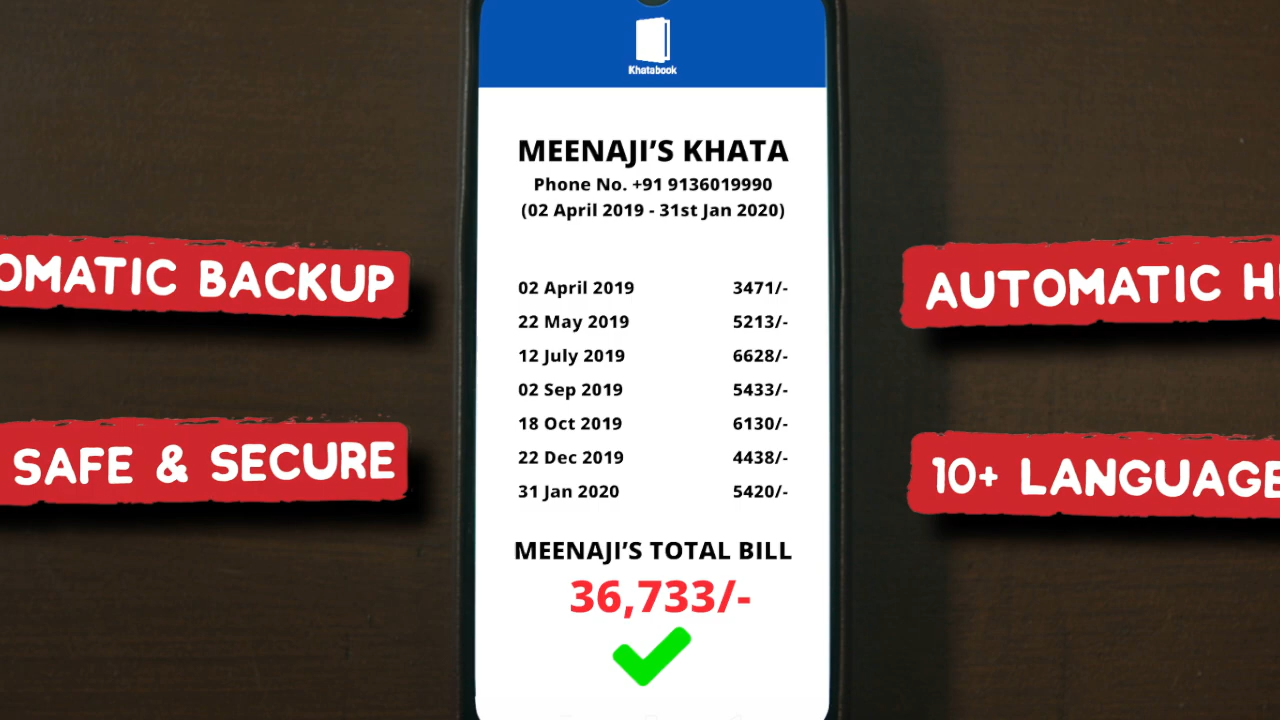 Khatabook
MEENAJI'S KHATA
Phone No. +91 9136019990
(02 April 2019 - 31st Jan 2020)
OMATIC BACKUP
AUTOMATIC
02 April 2019 3471/-
22 May 2019 5213/-
12 July 2019 6628/-
02 Sep 2019 5433/-
18 Oct 2019 6130/-
22 Dec 2019 4438/-
31 Jan 2020 5420/-
SAFE & SECURE
10+ LANGUAGE
MEENAJI'S TOTAL BILL
36,733/-